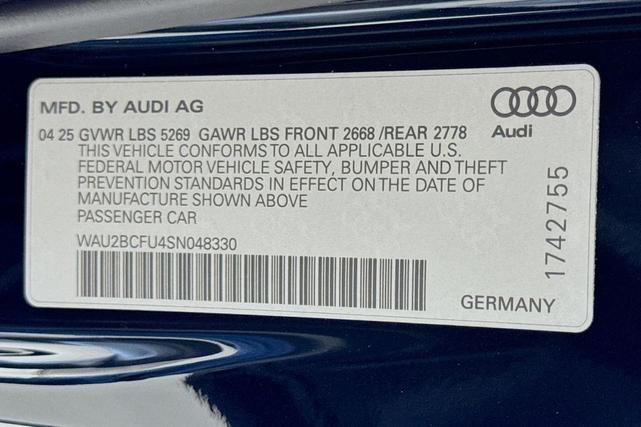 MFD. BY AUDI AG
Audi
04 25 GVWR LBS 5269 GAWR LBS FRONT 2668 /REAR 2778
THIS VEHICLE CONFORMS TO ALL APPLICABLE U.S.
FEDERAL MOTOR VEHICLE SAFETY, BUMPER AND THEFT
PREVENTION STANDARDS IN EFFECT ON THE DATE OF
MANUFACTURE SHOWN ABOVE
PASSENGER CAR
WAU2BCFU4SN048330
1742755
GERMANY